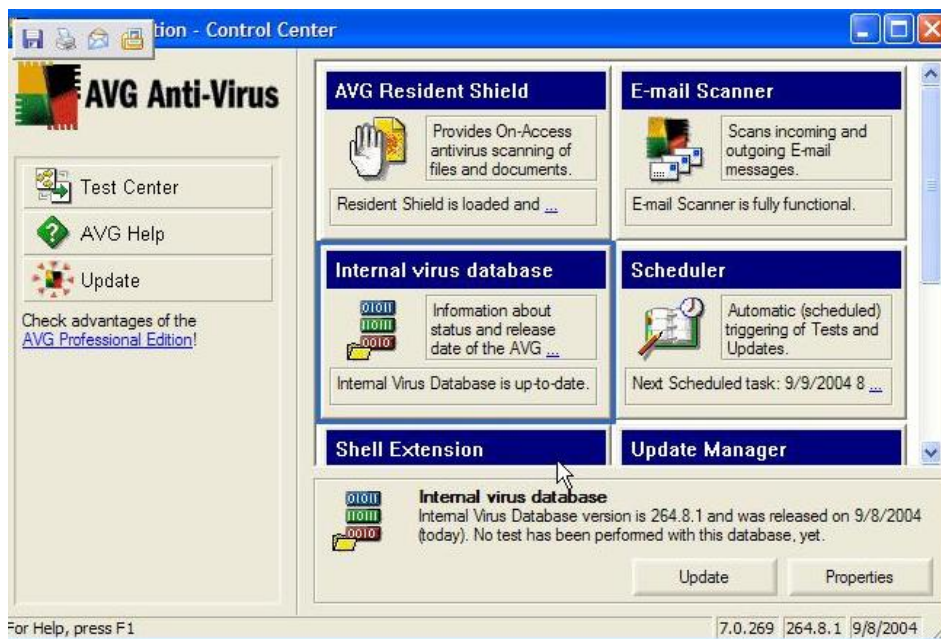 tion - Control Center
AVG Anti-Virus
Test Center
AVG Help
Update
Check advantages of the
AVG Professional Edition!
AVG Resident Shield
Provides On-Access
antivirus scanning of
files and documents.
Resident Shield is loaded and ...
E-mail Scanner
Scans incoming and
outgoing E-mail
messages.
E-mail Scanner is fully functional.
Internal virus database
01011
11011
0010
Information about
status and release
date of the AVG ...
Internal Virus Database is up-to-date.
Scheduler
Automatic (scheduled)
triggering of Tests and
Updates.
Next Scheduled task: 9/9/2004 8 ...
Shell Extension
Update Manager
01011
11011
0010
Internal virus database
Internal Virus Database version is 264.8.1 and was released on 9/8/2004
(today). No test has been performed with this database, yet.
Update
Properties
For Help, press F1
7.0.269
264.8.1
9/8/2004